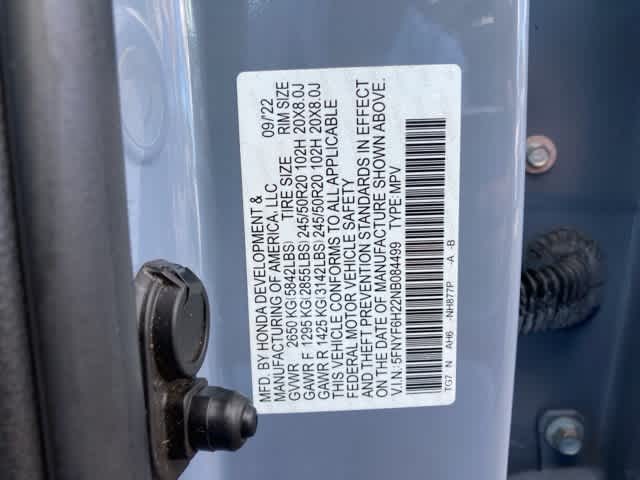 MFD. BY HONDA DEVELOPMENT &
MANUFACTURING OF AMERICA, LLC 09/22
GVWR 2650 KG(5842LBS) TIRE SIZE RIM SIZE
GAWR F 1295 KG(2855LBS) 245/50R20 102H 20X8.0J
GAWR R 1425 KG(3142LBS) 245/50R20 102H 20X8.0J
THIS VEHICLE CONFORMS TO ALL APPLICABLE
FEDERAL MOTOR VEHICLE SAFETY
AND THEFT PREVENTION STANDARDS IN EFFECT
ON THE DATE OF MANUFACTURE SHOWN ABOVE.
V.I.N: 5FNYF6H22NB084499 TYPE: MPV
TG7 N AH6 -NH877P -A -B